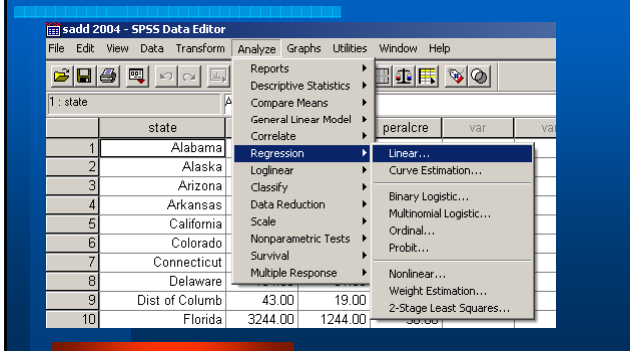 sadd 2004 - SPSS Data Editor
File Edit View Data Transform Analyze Graphs Utilities Window Help
1 : state
Reports
Descriptive Statistics
Compare Means
General Linear Model
Correlate
Regression
Loglinear
Classify
Data Reduction
Scale
Nonparametric Tests
Survival
Multiple Response
Linear...
Curve Estimation...
Binary Logistic...
Multinomial Logistic...
Ordinal...
Probit...
Nonlinear...
Weight Estimation...
2-Stage Least Squares...
state peralcre var
1 Alabama
2 Alaska
3 Arizona
4 Arkansas
5 California
6 Colorado
7 Connecticut
8 Delaware
9 Dist of Columb 43.00 19.00
10 Florida 3244.00 1244.00